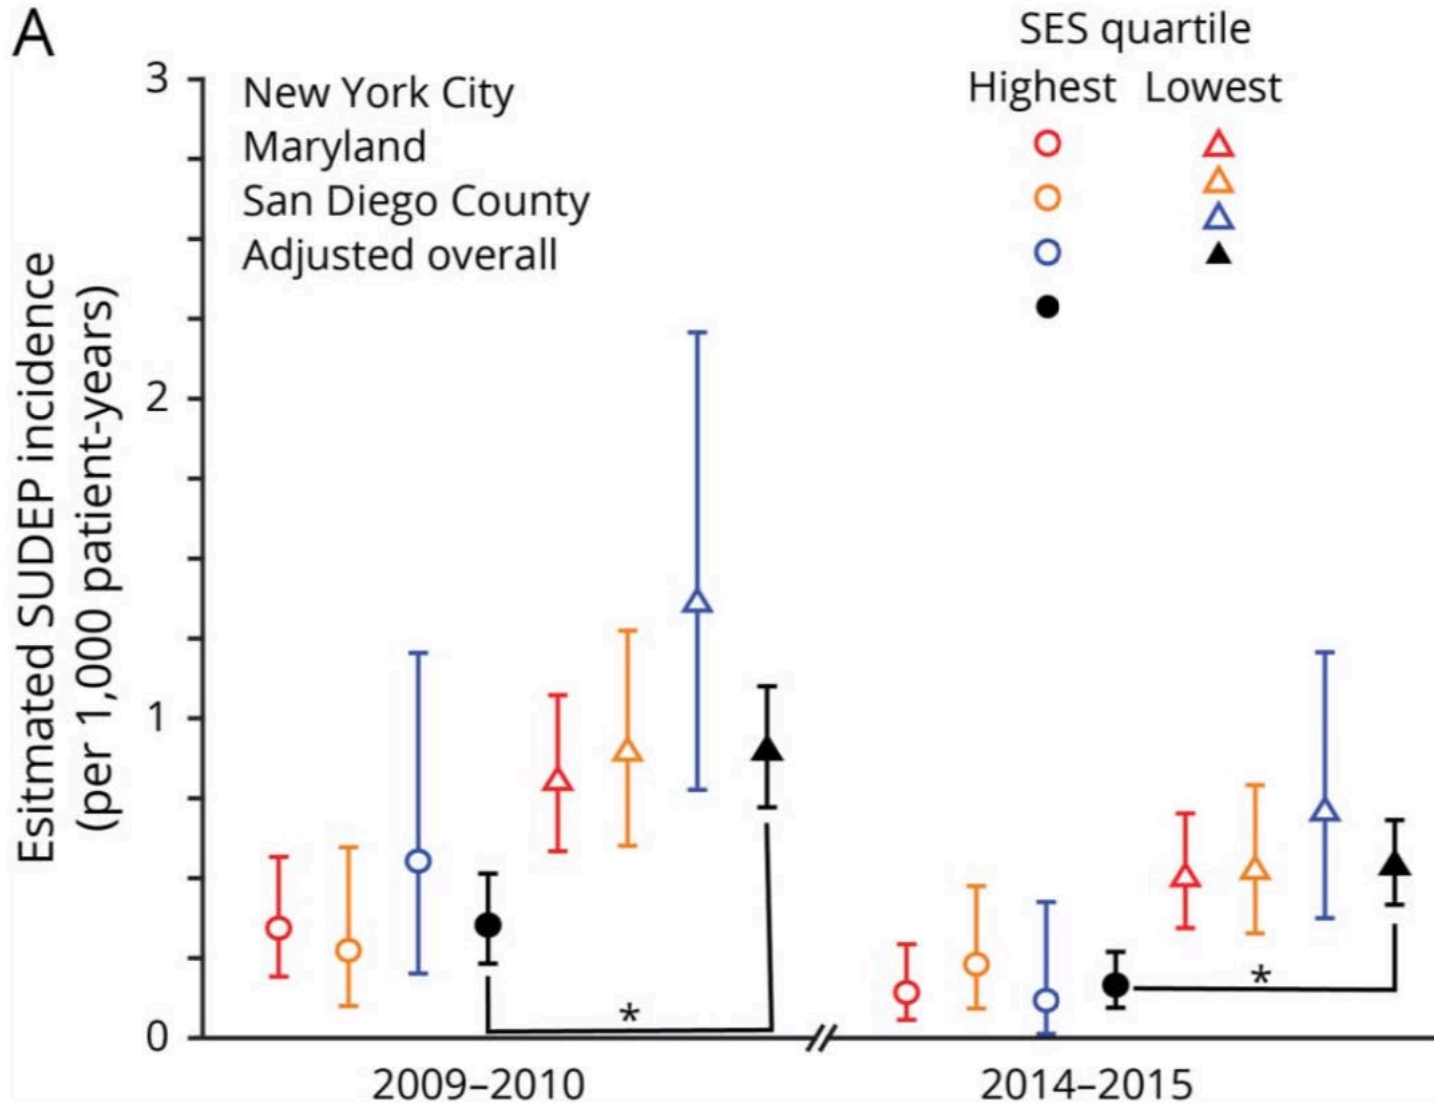 A
SES quartile
Highest Lowest
New York City
Maryland
San Diego County
Adjusted overall
Esitmated SUDEP incidence
(per 1,000 patient-years)
3
2
1
0
*
*
2009–2010
2014–2015